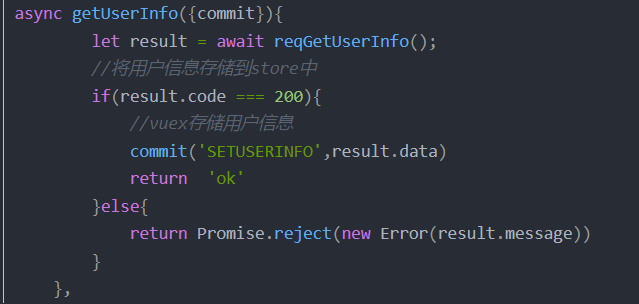 async getUserInfo({commit}){
let result = await reqGetUserInfo();
//将用户信息存储到store中
if(result.code === 200){
//vuex存储用户信息
commit('SETUSERINFO',result.data)
return  'ok'
}else{
return Promise.reject(new Error(result.message))
}
},